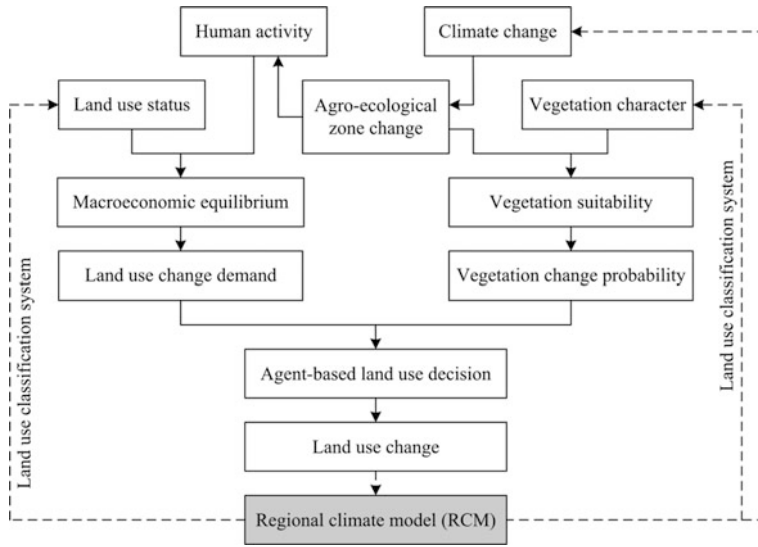 Human activity
Climate change
Land use status
Agro-ecological
zone change
Vegetation character
Macroeconomic equilibrium
Vegetation suitability
Land use change demand
Vegetation change probability
Land use classification system
Land use classification system
Agent-based land use decision
Land use change
Regional climate model (RCM)